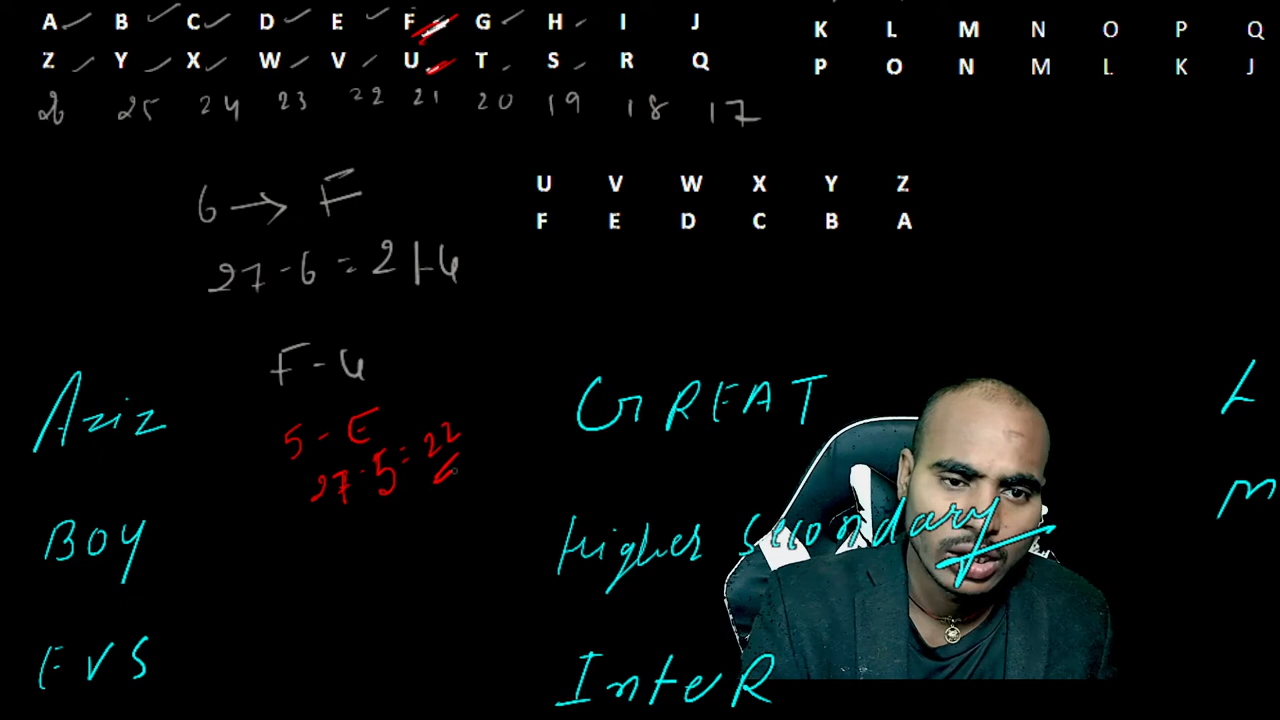 A B C D E F G H I J K L M N O P Q
Z Y X W V U T S R Q P O N M L K J
26 25 24 23 22 21 20 19 18 17
U V W X Y Z
F E D C B A
6 → F
27 - 6 = 21 - U
F - U
5 - E
27 - 5 = 22
Aziz GREAT L
BOY Higher secondary M
EVS InteR